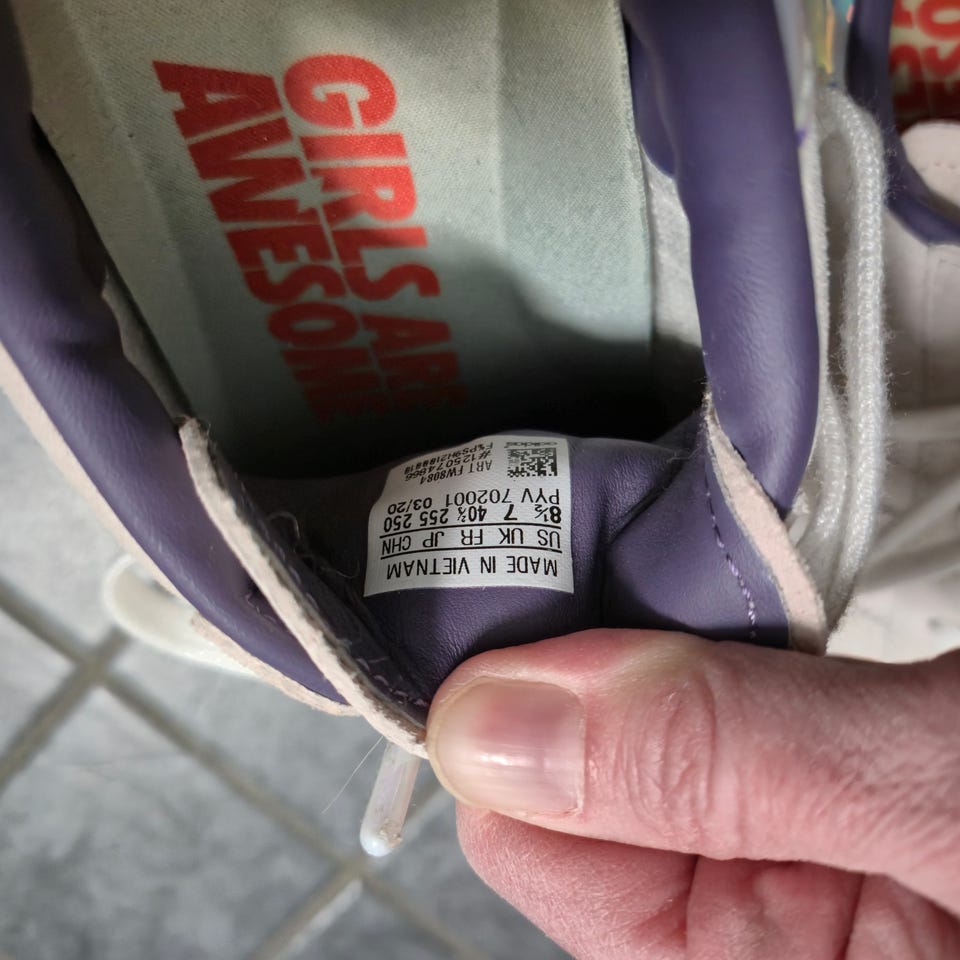 GIRLS ARE
AWESOME
MADE IN VIETNAM
US UK FR JP CHN
8½ 7 40⅔ 255 250
PYV 702001 03/20
ART FW8084
#125074866
adidas